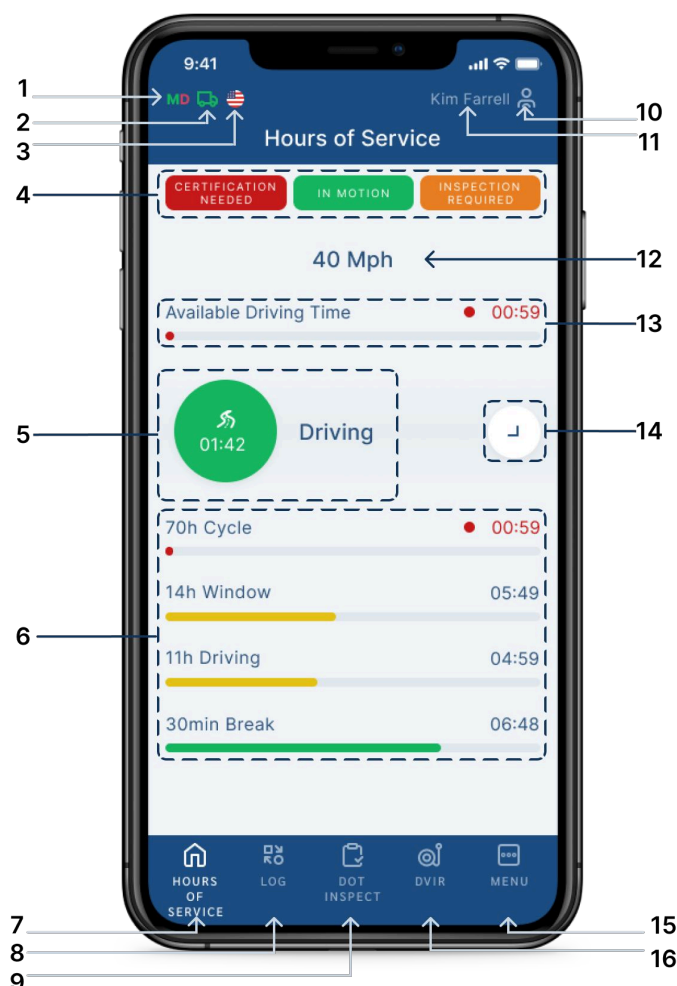 9:41
1
MD
Kim Farrell
10
2
11
3
Hours of Service
4
CERTIFICATION
NEEDED
IN MOTION
INSPECTION
REQUIRED
40 Mph
12
Available Driving Time
00:59
13
5
01:42
Driving
14
70h Cycle
00:59
14h Window
05:49
6
11h Driving
04:59
30min Break
06:48
HOURS
OF
SERVICE
LOG
DOT
INSPECT
DVIR
MENU
7
15
8
16
9